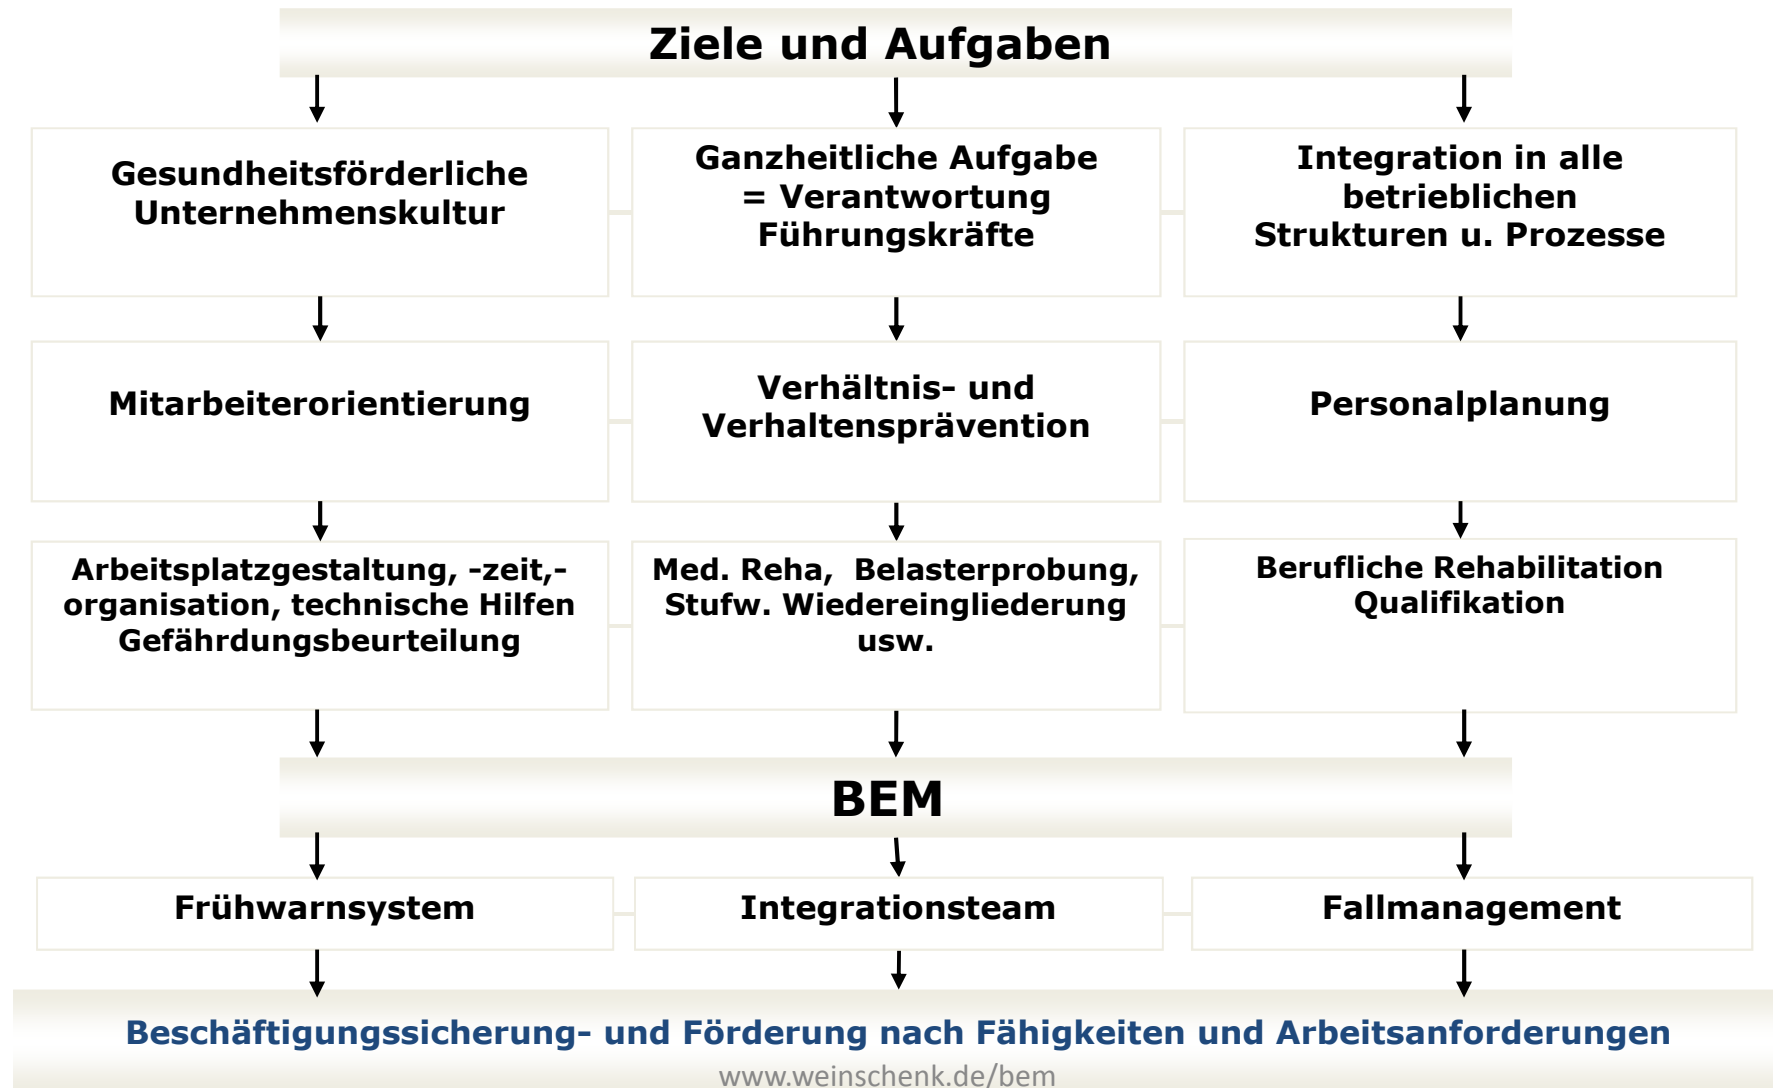 Ziele und Aufgaben
Gesundheitsförderliche
Unternehmenskultur
Ganzheitliche Aufgabe
= Verantwortung
Führungskräfte
Integration in alle
betrieblichen
Strukturen u. Prozesse
Mitarbeiterorientierung
Verhältnis- und
Verhaltensprävention
Personalplanung
Arbeitsplatzgestaltung, -zeit,-
organisation, technische Hilfen
Gefährdungsbeurteilung
Med. Reha, Belasterprobung,
Stufw. Wiedereingliederung
usw.
Berufliche Rehabilitation
Qualifikation
BEM
Frühwarnsystem
Integrationsteam
Fallmanagement
Beschäftigungssicherung- und Förderung nach Fähigkeiten und Arbeitsanforderungen
www.weinschenk.de/bem